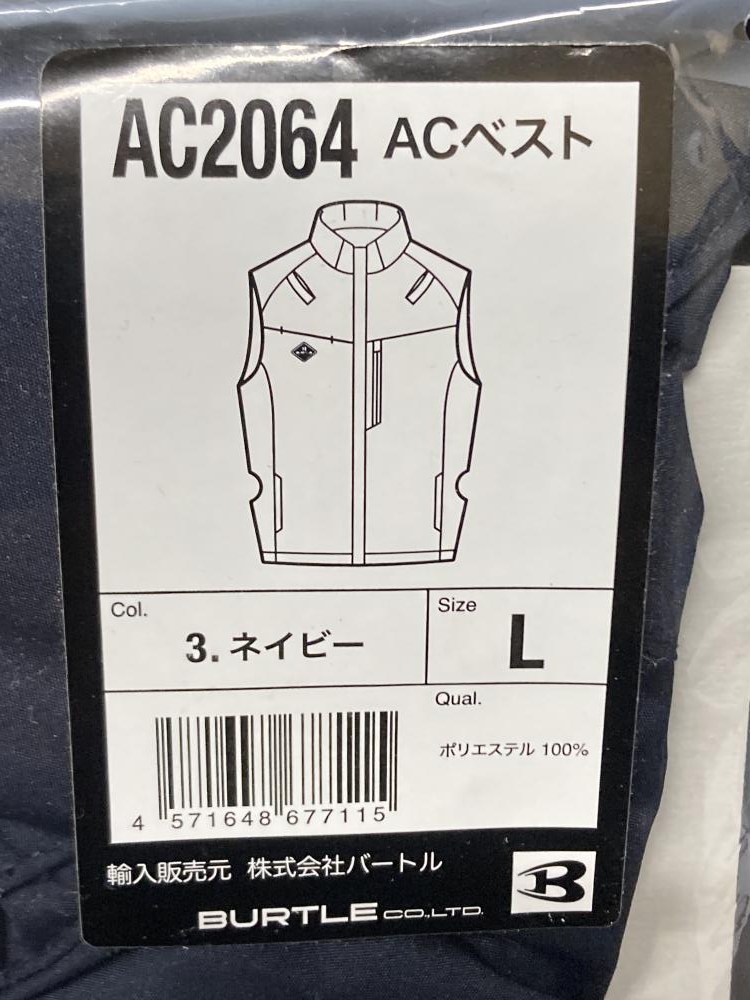 AC2064 ACベスト
Col.
3.ネイビー
Size
L
Qual.
ポリエステル 100%
4 571648 677115
輸入販売元 株式会社バートル
BURTLE CO.,LTD.